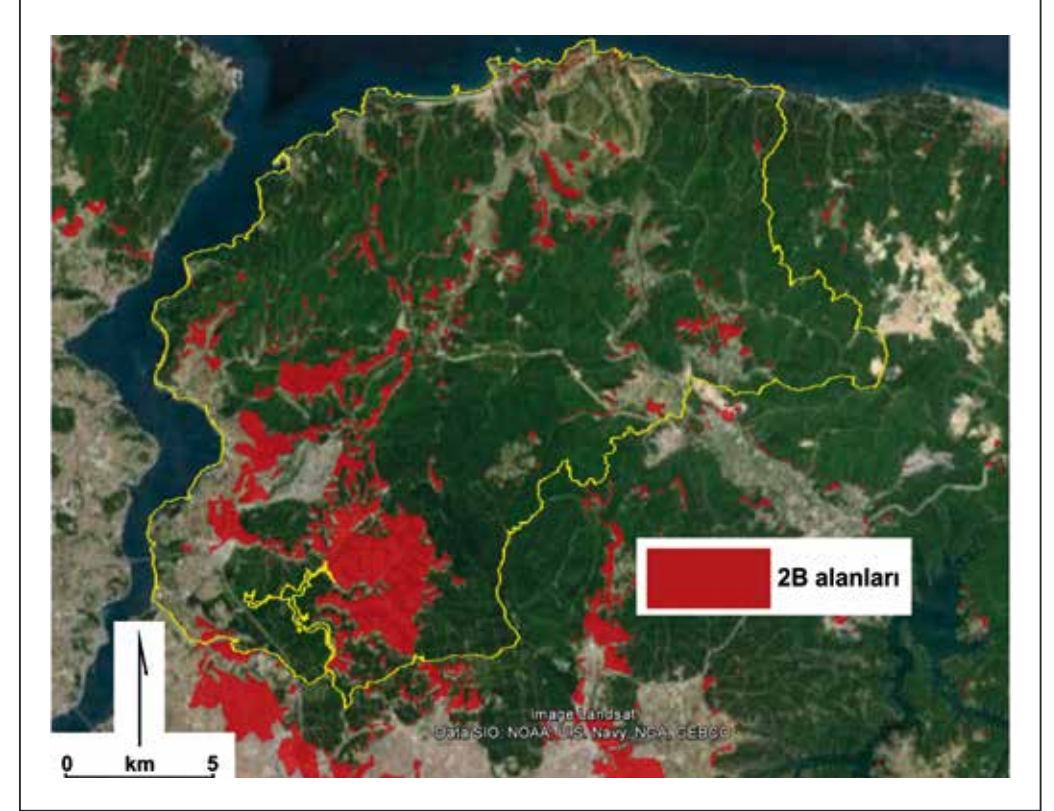 2B alanları
Image Landsat
Data SIO, NOAA, U.S. Navy, NGA, GEBCO
0 km 5